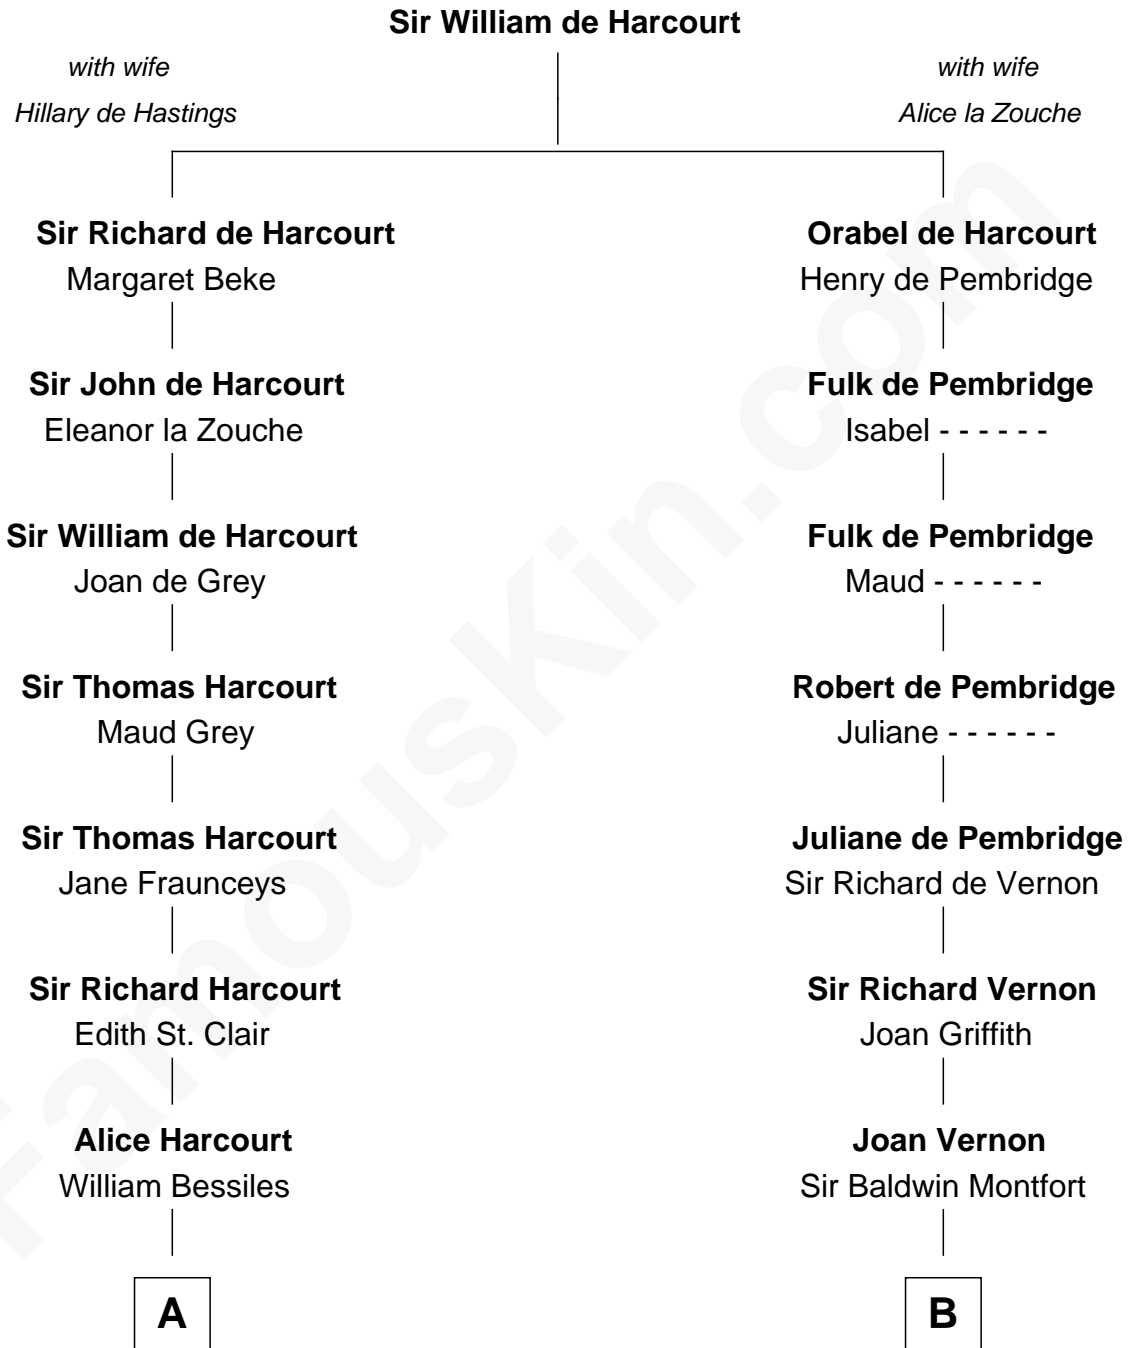 Sir William de Harcourt
with wife
Hillary de Hastings
with wife
Alice la Zouche
Sir Richard de Harcourt
Margaret Beke
Orabel de Harcourt
Henry de Pembridge
Sir John de Harcourt
Eleanor la Zouche
Fulk de Pembridge
Isabel - - - - - -
Sir William de Harcourt
Joan de Grey
Fulk de Pembridge
Maud - - - - - -
Sir Thomas Harcourt
Maud Grey
Robert de Pembridge
Juliane - - - - - -
Sir Thomas Harcourt
Jane Fraunceys
Juliane de Pembridge
Sir Richard de Vernon
Sir Richard Harcourt
Edith St. Clair
Sir Richard Vernon
Joan Griffith
Alice Harcourt
William Bessiles
Joan Vernon
Sir Baldwin Montfort
A
B
FamousKin.com